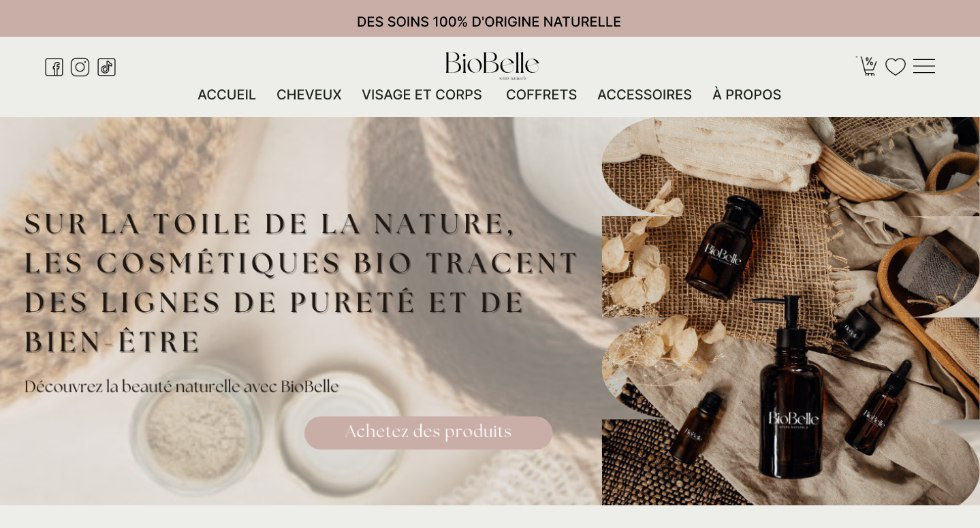 DES SOINS 100% D'ORIGINE NATURELLE
BioBelle
ACCUEIL CHEVEUX VISAGE ET CORPS COFFRETS ACCESSOIRES À PROPOS
SUR LA TOILE DE LA NATURE,
LES COSMÉTIQUES BIO TRACENT
DES LIGNES DE PURETÉ ET DE
BIEN-ÊTRE
Découvrez la beauté naturelle avec BioBelle
Achetez des produits
BioBelle
BioBelle
BioBelle
BioBelle
BioBelle